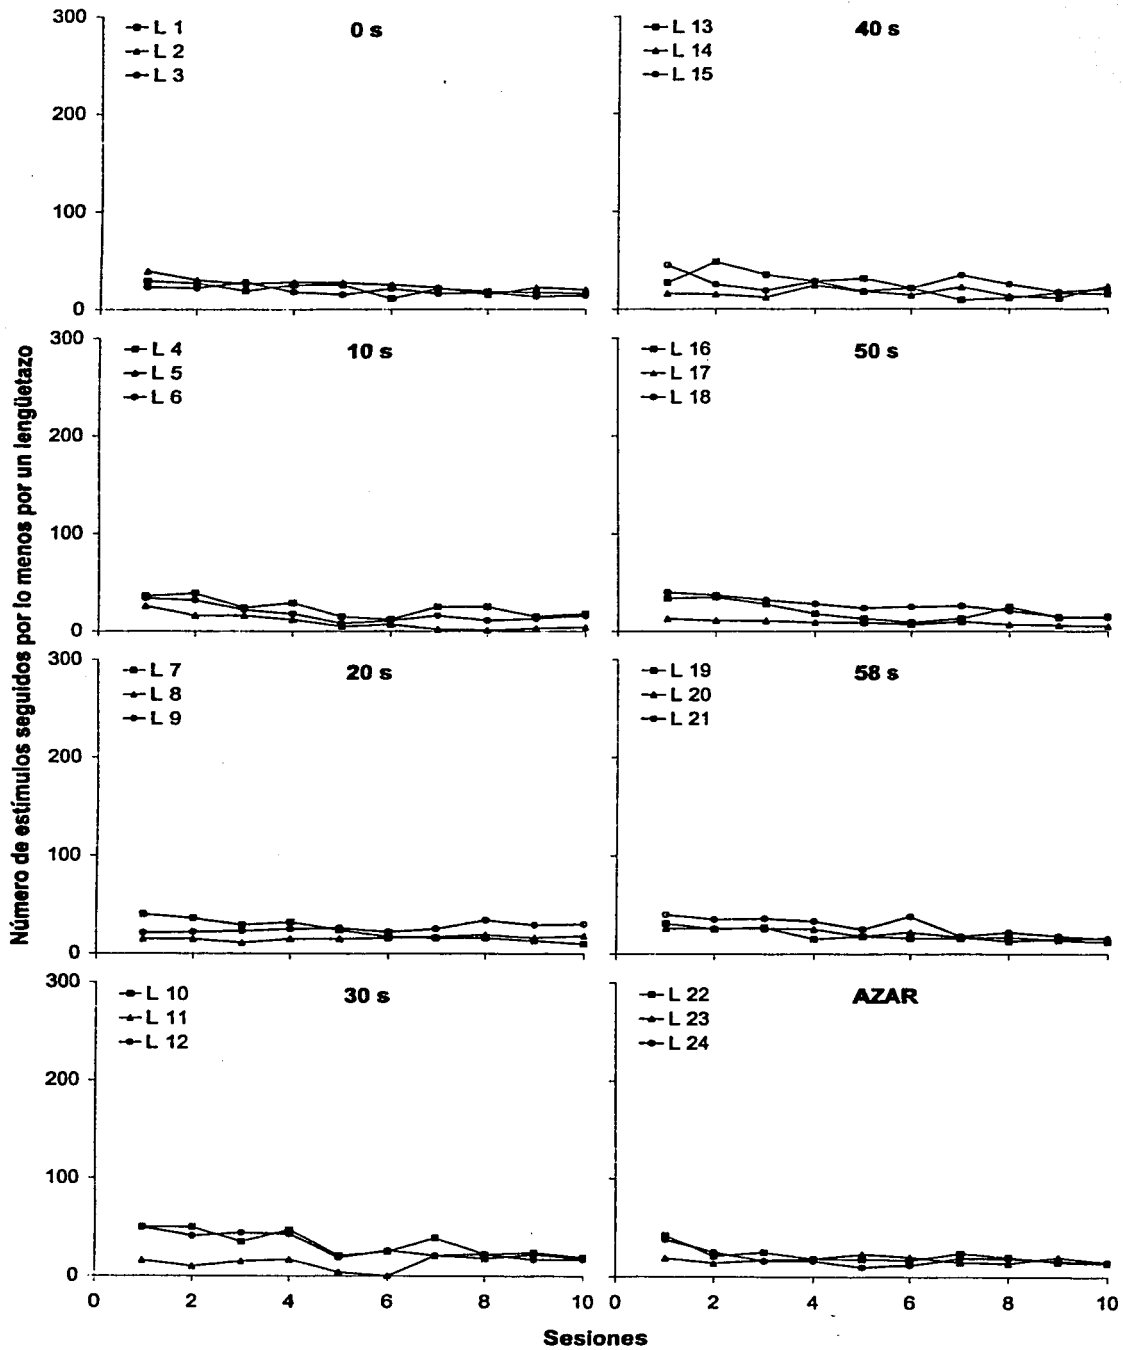 Número de estímulos seguidos por lo menos por un lengüetazo
300
200
100
0
L 1
L 2
L 3
0 s
L 13
L 14
L 15
40 s
300
200
100
0
L 4
L 5
L 6
10 s
L 16
L 17
L 18
50 s
300
200
100
0
L 7
L 8
L 9
20 s
L 19
L 20
L 21
58 s
300
200
100
0
L 10
L 11
L 12
30 s
L 22
L 23
L 24
AZAR
0 2 4 6 8 10 0 2 4 6 8 10
Sesiones